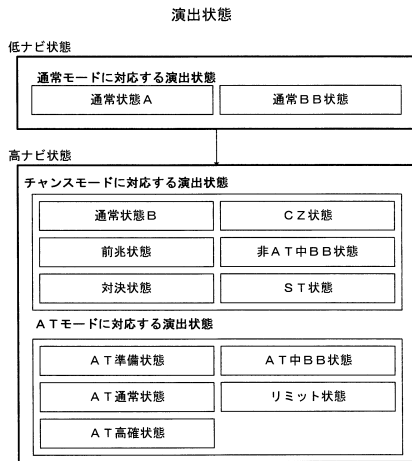 演出状態
低ナビ状態
通常モードに対応する演出状態
通常状態A 通常BB状態
高ナビ状態
チャンスモードに対応する演出状態
通常状態B CZ状態
前兆状態 非AT中BB状態
対決状態 ST状態
ATモードに対応する演出状態
AT準備状態 AT中BB状態
AT通常状態 リミット状態
AT高確状態